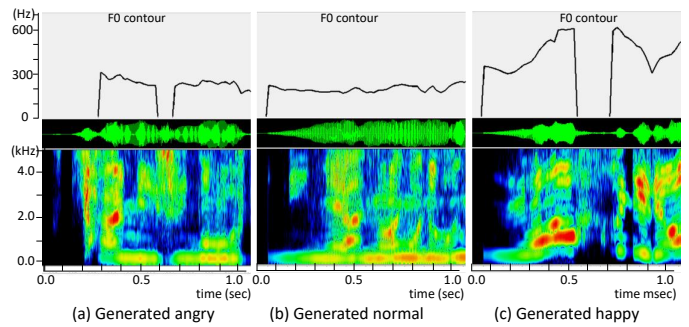 (Hz) F0 contour F0 contour F0 contour
600
300
0
(kHz)
4.0
2.0
0.0
0.0 0.5 1.0 0.0 0.5 1.0 0.0 0.5 1.0
time (sec) time (sec) time msec)
(a) Generated angry (b) Generated normal (c) Generated happy